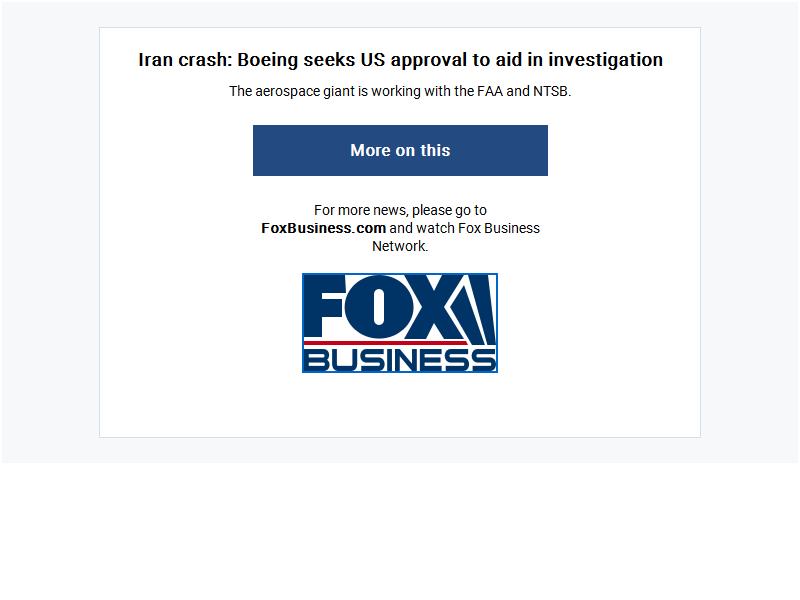 Iran crash: Boeing seeks US approval to aid in investigation
The aerospace giant is working with the FAA and NTSB.
More on this
For more news, please go to
FoxBusiness.com and watch Fox Business
Network.
FOX
BUSINESS